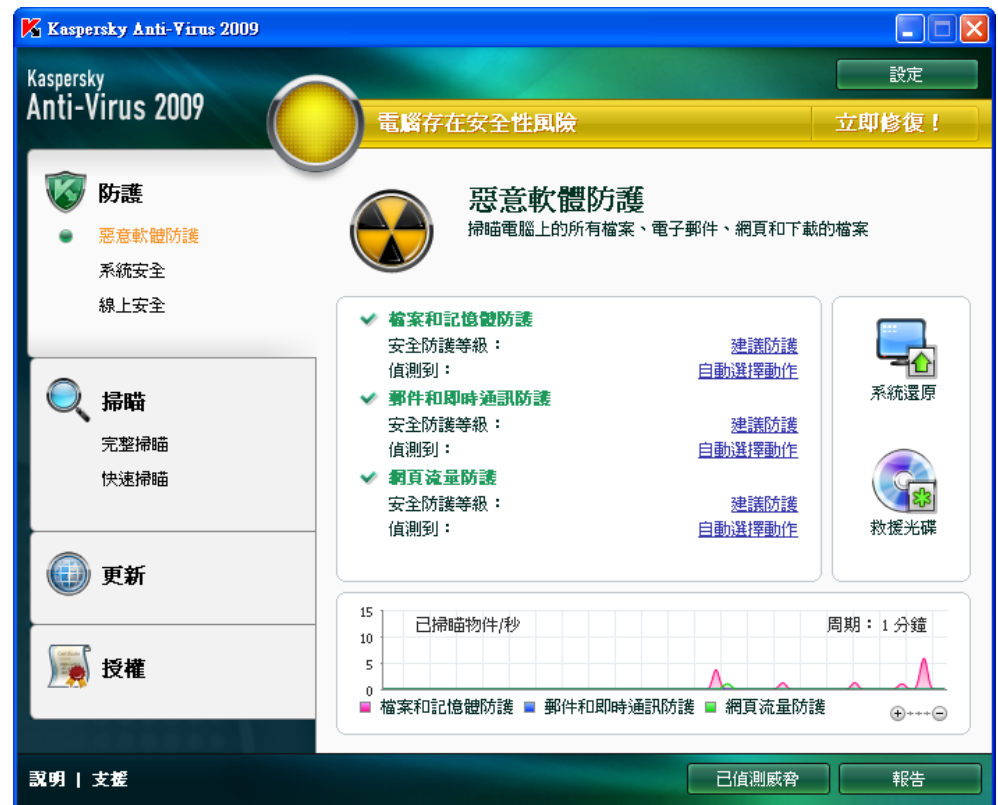 Kaspersky Anti-Virus 2009
Kaspersky
Anti-Virus 2009
設定
電腦存在安全性風險
立即修復！
防護
惡意軟體防護
系統安全
線上安全
掃瞄
完整掃瞄
快速掃瞄
更新
授權
惡意軟體防護
掃瞄電腦上的所有檔案、電子郵件、網頁和下載的檔案
檔案和記憶體防護
安全防護等級： 建議防護
偵測到： 自動選擇動作
郵件和即時通訊防護
安全防護等級： 建議防護
偵測到： 自動選擇動作
網頁流量防護
安全防護等級： 建議防護
偵測到： 自動選擇動作
系統還原
救援光碟
已掃瞄物件/秒
周期： 1 分鐘
15
10
5
0
檔案和記憶體防護 郵件和即時通訊防護 網頁流量防護
說明 | 支援
已偵測威脅
報告